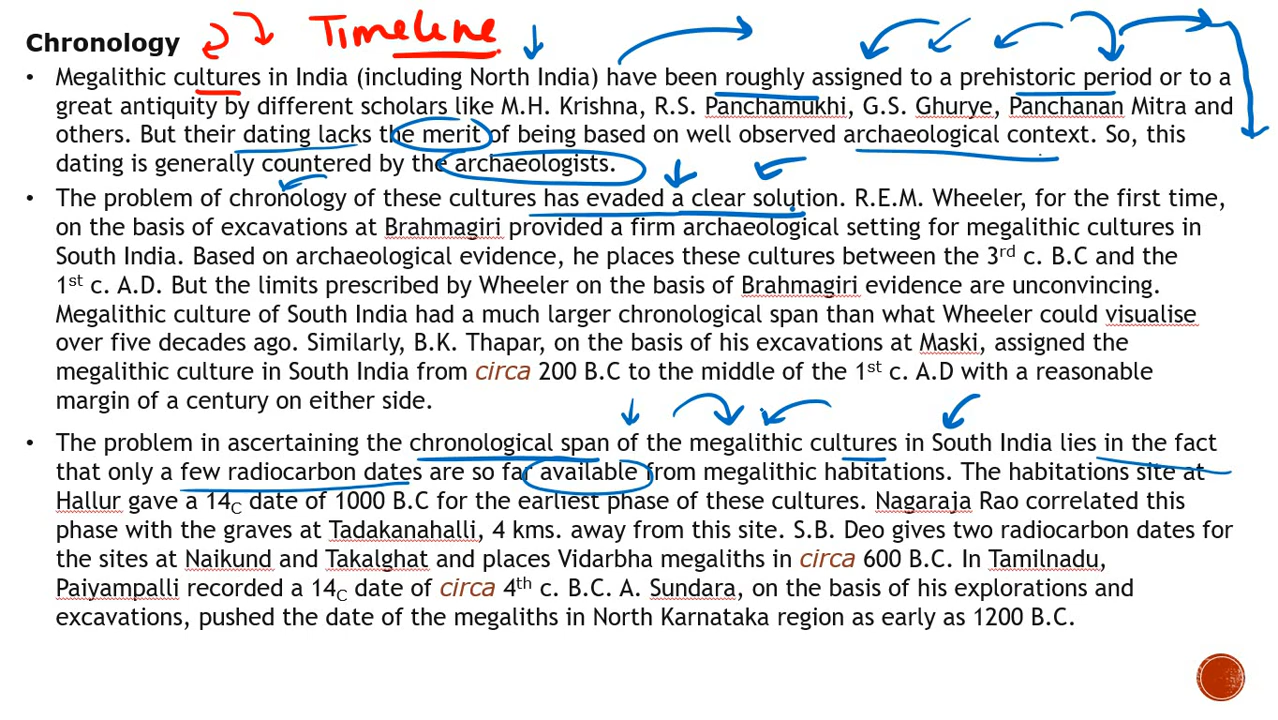 Chronology Timeline
• Megalithic cultures in India (including North India) have been roughly assigned to a prehistoric period or to a
great antiquity by different scholars like M.H. Krishna, R.S. Panchamukhi, G.S. Ghurye, Panchanan Mitra and
others. But their dating lacks the merit of being based on well observed archaeological context. So, this
dating is generally countered by the archaeologists.
• The problem of chronology of these cultures has evaded a clear solution. R.E.M. Wheeler, for the first time,
on the basis of excavations at Brahmagiri provided a firm archaeological setting for megalithic cultures in
South India. Based on archaeological evidence, he places these cultures between the 3rd c. B.C and the
1st c. A.D. But the limits prescribed by Wheeler on the basis of Brahmagiri evidence are unconvincing.
Megalithic culture of South India had a much larger chronological span than what Wheeler could visualise
over five decades ago. Similarly, B.K. Thapar, on the basis of his excavations at Maski, assigned the
megalithic culture in South India from circa 200 B.C to the middle of the 1st c. A.D with a reasonable
margin of a century on either side.
• The problem in ascertaining the chronological span of the megalithic cultures in South India lies in the fact
that only a few radiocarbon dates are so far available from megalithic habitations. The habitations site at
Hallur gave a 14C date of 1000 B.C for the earliest phase of these cultures. Nagaraja Rao correlated this
phase with the graves at Tadakanahalli, 4 kms. away from this site. S.B. Deo gives two radiocarbon dates for
the sites at Naikund and Takalghat and places Vidarbha megaliths in circa 600 B.C. In Tamilnadu,
Paiyampalli recorded a 14C date of circa 4th c. B.C. A. Sundara, on the basis of his explorations and
excavations, pushed the date of the megaliths in North Karnataka region as early as 1200 B.C.